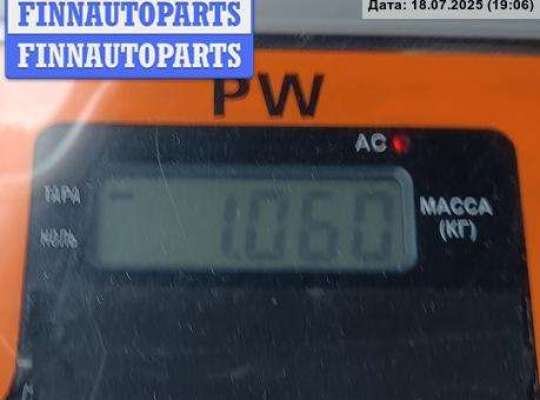 FINNAUTOPARTS
FINNAUTOPARTS
Дата: 18.07.2025 (19:06)
PW
AC
ТАРА
НОЛЬ
1.060
МАССА
(КГ)